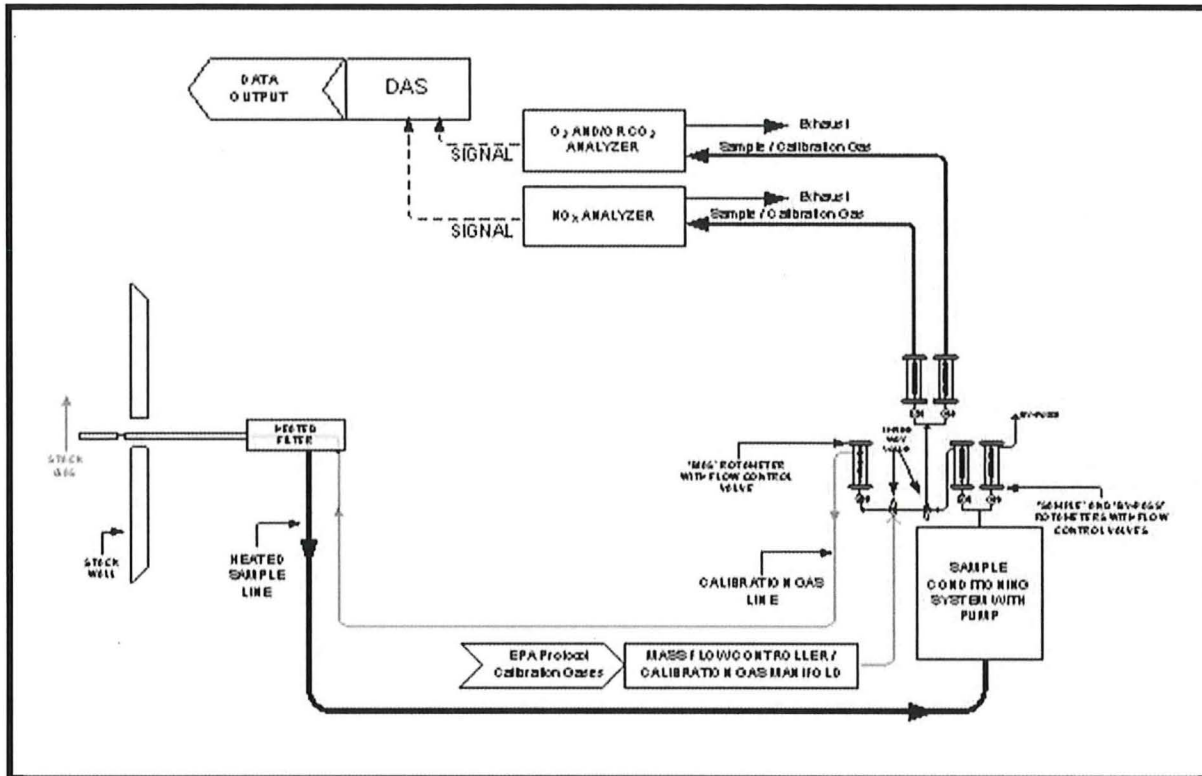 DATA
OUTPUT
DAS
O2 AND/OR CO2
ANALYZER
Exhaust
Sample / Calibration Gas
SIGNAL
NOX ANALYZER
Exhaust
Sample / Calibration Gas
SIGNAL
STACK
GAS
HEATED
FILTER
STACK
WALL
HEATED
SAMPLE
LINE
THREE
WAY
VALVE
BY-PASS
ROTOMETER
WITH FLOW CONTROL
VALVE
"SAMPLE" AND "BY-PASS"
ROTOMETERS WITH FLOW
CONTROL VALVES
CALIBRATION GAS
LINE
SAMPLE
CONDITIONING
SYSTEM WITH
PUMP
EPA Protocol
Calibration Gases
MASS FLOW CONTROLLER /
CALIBRATION GAS MANIFOLD